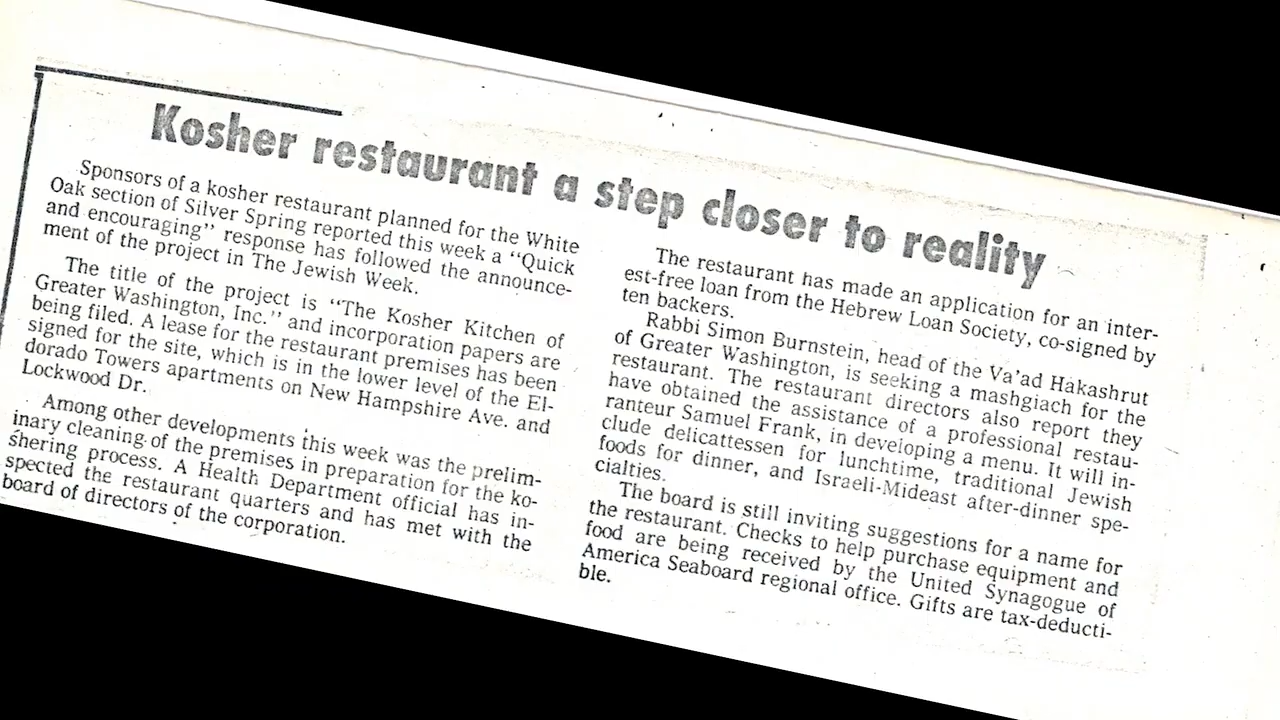 Kosher restaurant a step closer to reality
Sponsors of a kosher restaurant planned for the White
Oak section of Silver Spring reported this week a “Quick
and encouraging” response has followed the announce-
ment of the project in The Jewish Week.
The title of the project is “The Kosher Kitchen of
Greater Washington, Inc.” and incorporation papers are
being filed. A lease for the restaurant premises has been
signed for the site, which is in the lower level of the El-
dorado Towers apartments on New Hampshire Ave. and
Lockwood Dr.
Among other developments this week was the prelim-
inary cleaning of the premises in preparation for the ko-
shering process. A Health Department official has in-
spected the restaurant quarters and has met with the
board of directors of the corporation.
The restaurant has made an application for an inter-
est-free loan from the Hebrew Loan Society, co-signed by
ten backers.
Rabbi Simon Burnstein, head of the Va’ad Hakashrut
of Greater Washington, is seeking a mashgiach for the
restaurant. The restaurant directors also report they
have obtained the assistance of a professional restau-
ranteur Samuel Frank, in developing a menu. It will in-
clude delicattessen for lunchtime, traditional Jewish
foods for dinner, and Israeli-Mideast after-dinner spe-
cialties.
The board is still inviting suggestions for a name for
the restaurant. Checks to help purchase equipment and
food are being received by the United Synagogue of
America Seaboard regional office. Gifts are tax-deducti-
ble.